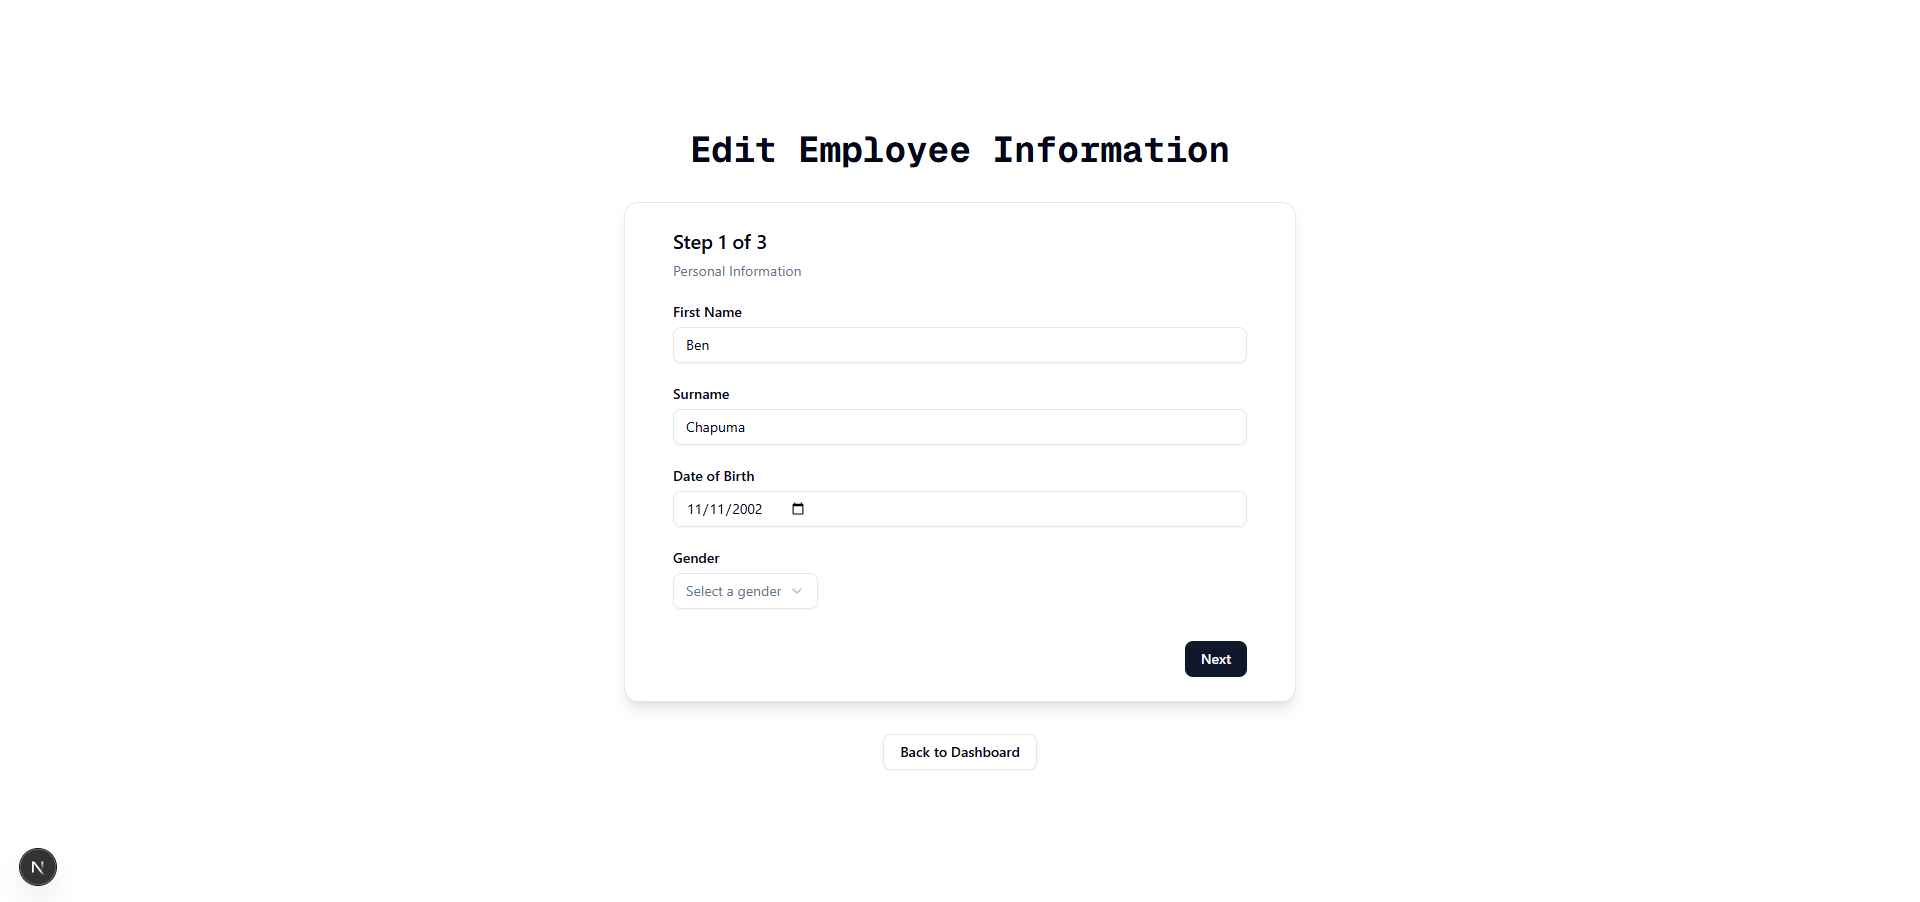 Edit Employee Information
Step 1 of 3
Personal Information
First Name
Ben
Surname
Chapuma
Date of Birth
11/11/2002
Gender
Select a gender
Next
Back to Dashboard
N